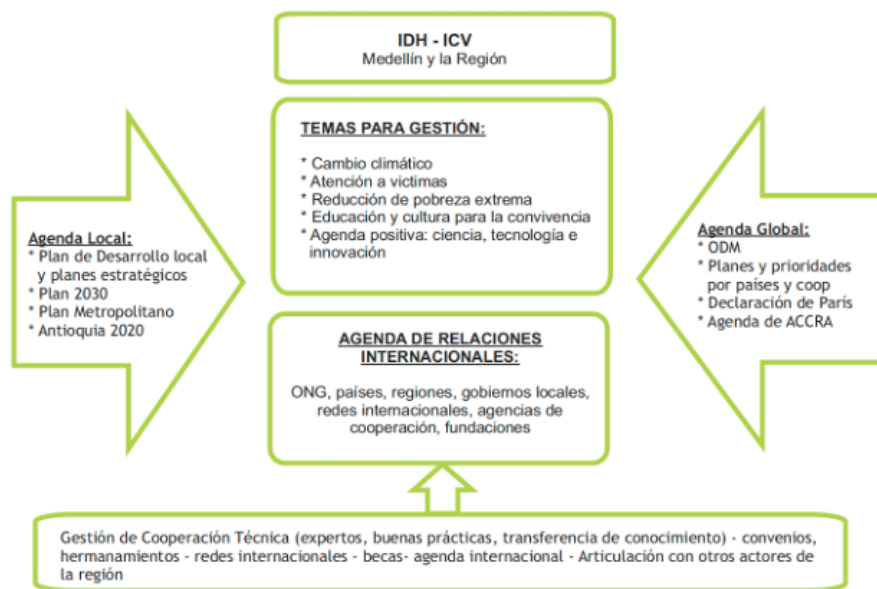 IDH - ICV
Medellín y la Región
TEMAS PARA GESTIÓN:
* Cambio climático
* Atención a victimas
* Reducción de pobreza extrema
* Educación y cultura para la convivencia
* Agenda positiva: ciencia, tecnología e
innovación
Agenda Local:
* Plan de Desarrollo local
y planes estratégicos
* Plan 2030
* Plan Metropolitano
* Antioquia 2020
Agenda Global:
* ODM
* Planes y prioridades
por países y coop
* Declaración de París
* Agenda de ACCRA
AGENDA DE RELACIONES
INTERNACIONALES:
ONG, países, regiones, gobiernos locales,
redes internacionales, agencias de
cooperación, fundaciones
Gestión de Cooperación Técnica (expertos, buenas prácticas, transferencia de conocimiento) - convenios,
hermanamientos - redes internacionales - becas- agenda internacional - Articulación con otros actores de
la región